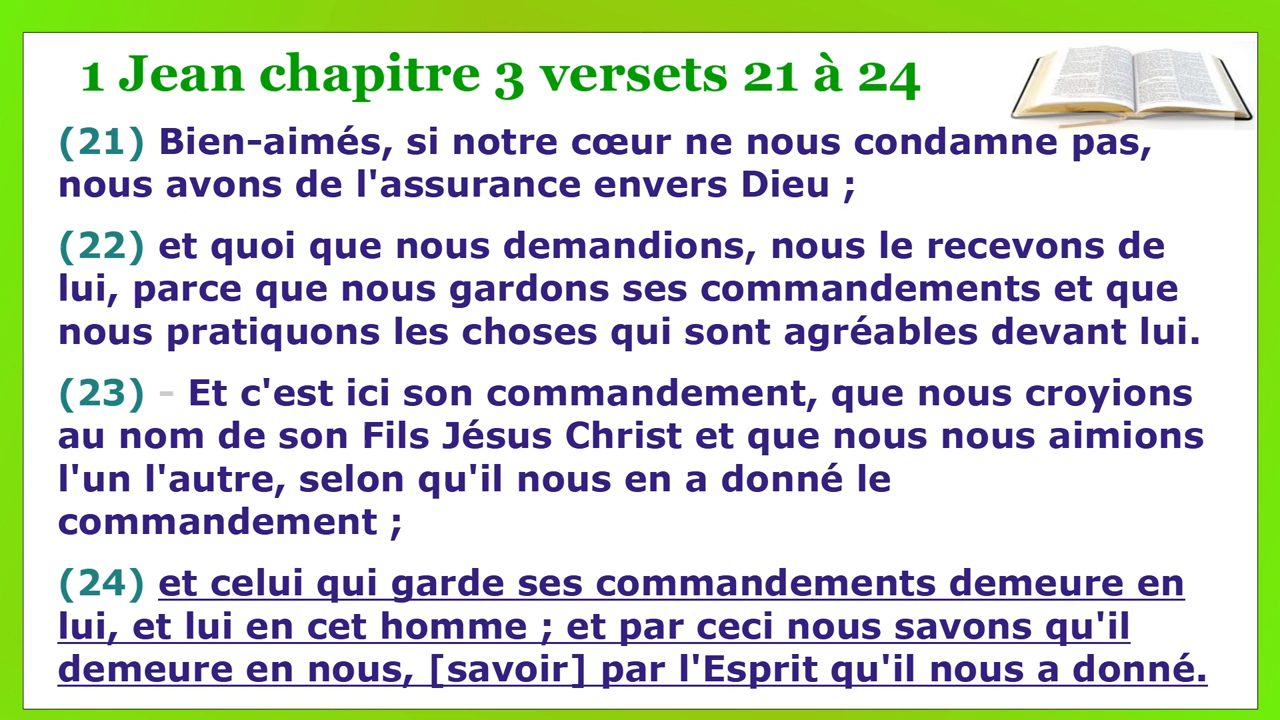 1 Jean chapitre 3 versets 21 à 24
(21) Bien-aimés, si notre cœur ne nous condamne pas,
nous avons de l'assurance envers Dieu ;
(22) et quoi que nous demandions, nous le recevons de
lui, parce que nous gardons ses commandements et que
nous pratiquons les choses qui sont agréables devant lui.
(23) - Et c'est ici son commandement, que nous croyions
au nom de son Fils Jésus Christ et que nous nous aimions
l'un l'autre, selon qu'il nous en a donné le
commandement ;
(24) et celui qui garde ses commandements demeure en
lui, et lui en cet homme ; et par ceci nous savons qu'il
demeure en nous, [savoir] par l'Esprit qu'il nous a donné.